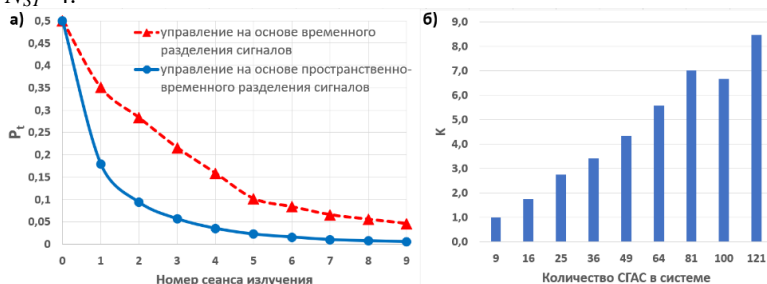 N_ST 4.
а)
0,5
0,45
0,4
0,35
0,3
0,25
0,2
0,15
0,1
0,05
0
P_t
управление на основе временного
разделения сигналов
управление на основе пространственно-
временного разделения сигналов
0 1 2 3 4 5 6 7 8 9
Номер сеанса излучения
б)
9,0
8,0
7,0
6,0
5,0
4,0
3,0
2,0
1,0
0,0
К
9 16 25 36 49 64 81 100 121
Количество СГАС в системе